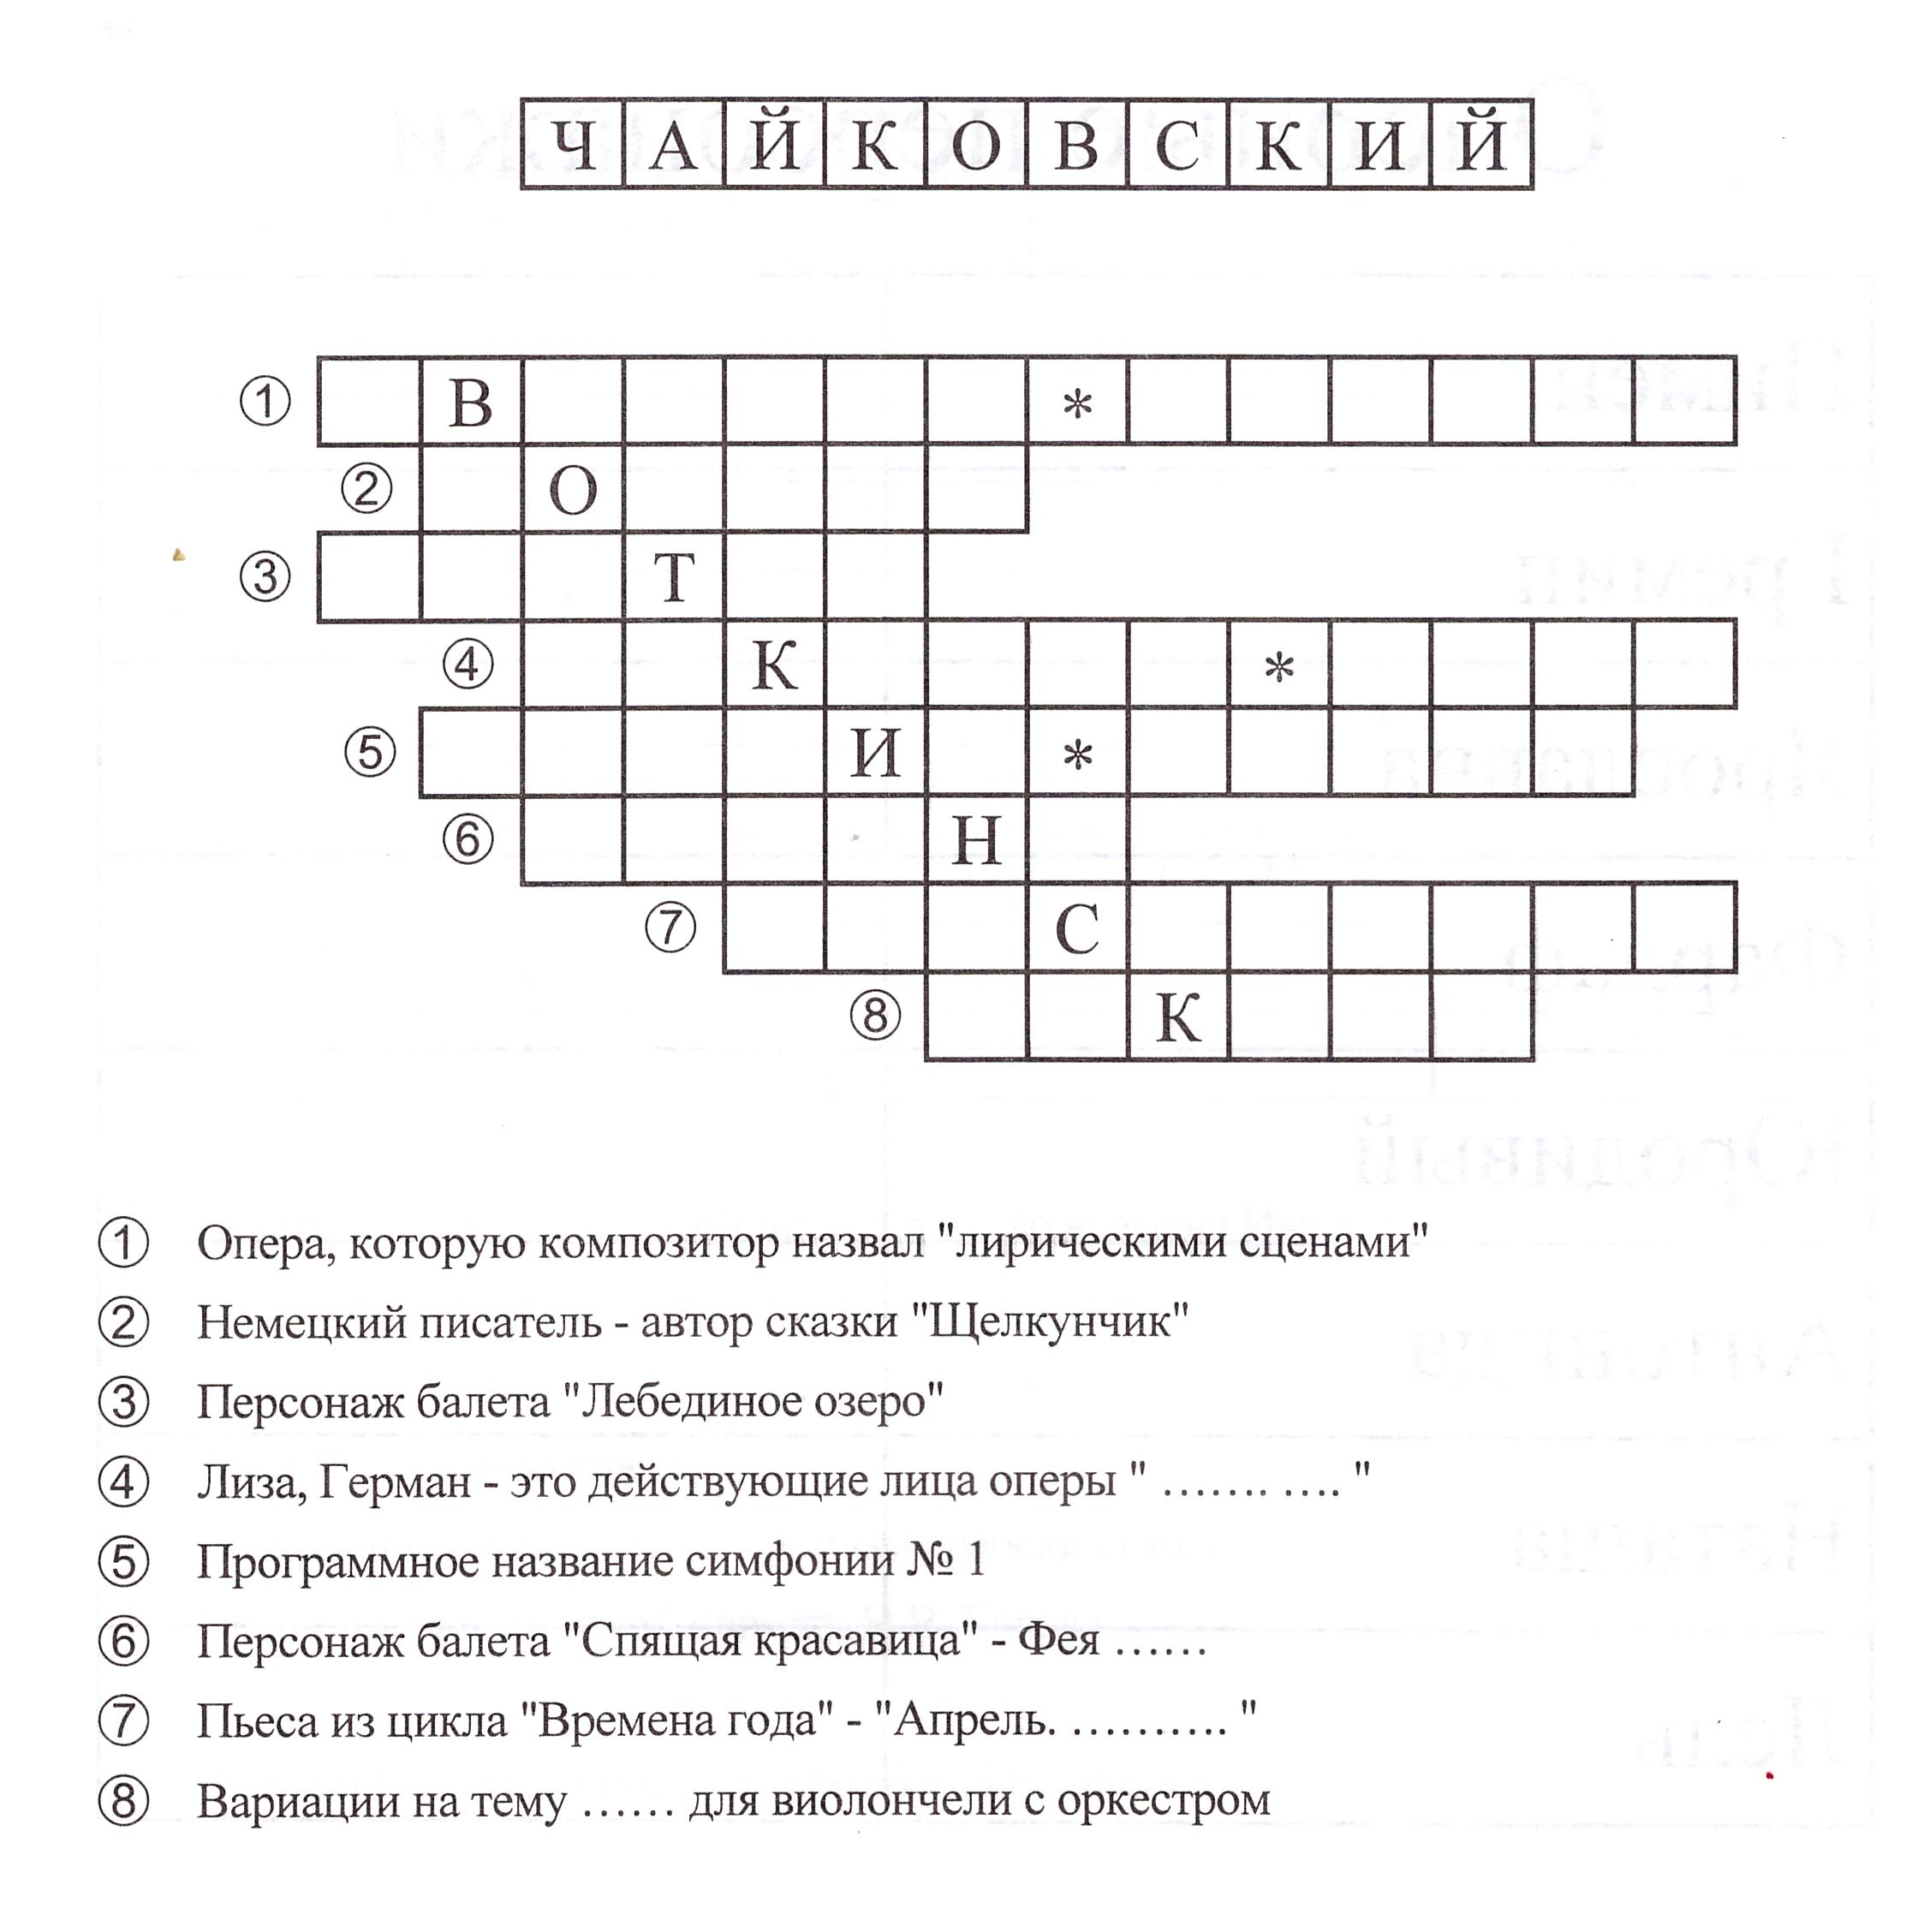 ЧАЙКОВСКИЙ
1 В *
2 О
3 Т
4 К *
5 И *
6 Н
7 С
8 К
1 Опера, которую композитор назвал "лирическими сценами"
2 Немецкий писатель - автор сказки "Щелкунчик"
3 Персонаж балета "Лебединое озеро"
4 Лиза, Герман - это действующие лица оперы " ....... .... "
5 Программное название симфонии № 1
6 Персонаж балета "Спящая красавица" - Фея ......
7 Пьеса из цикла "Времена года" - "Апрель. .......... "
8 Вариации на тему ...... для виолончели с оркестром